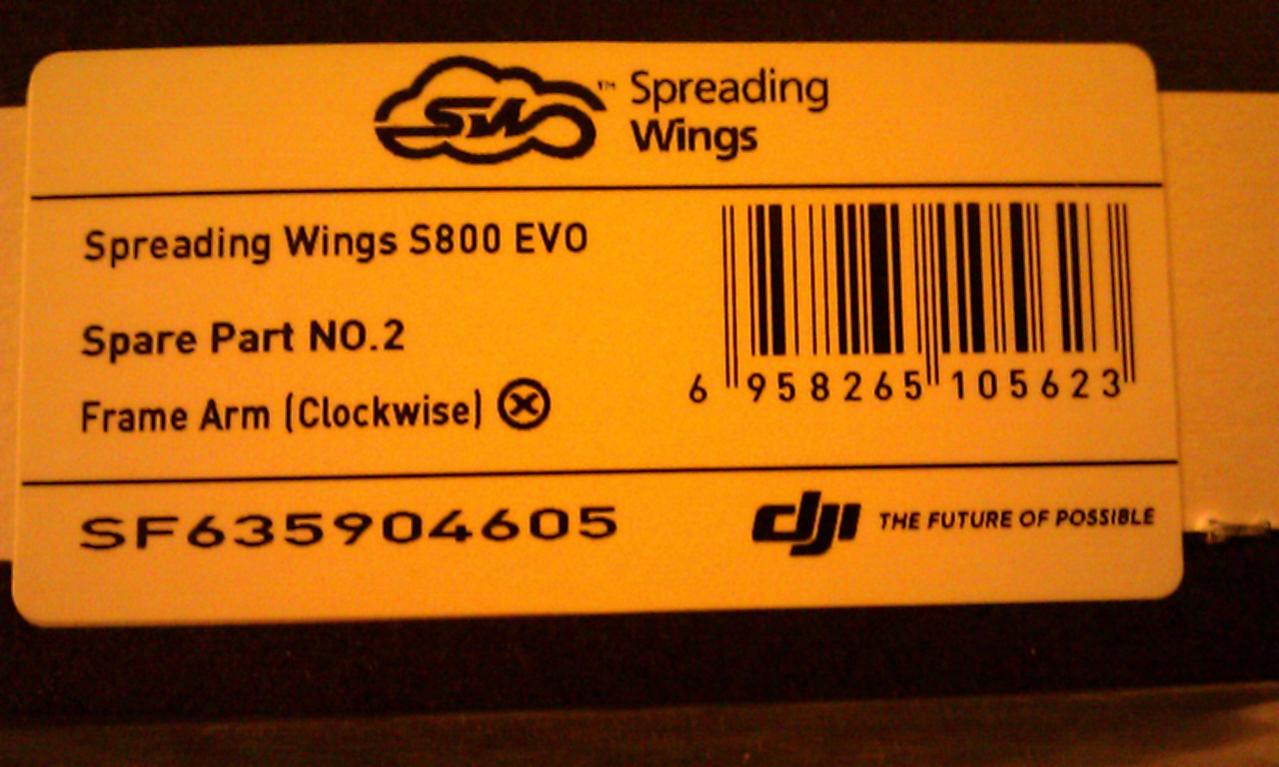 SW™ Spreading
Wings
Spreading Wings S800 EVO
Spare Part NO.2
Frame Arm (Clockwise) ⊗
6 958265 105623
SF635904605
dji THE FUTURE OF POSSIBLE